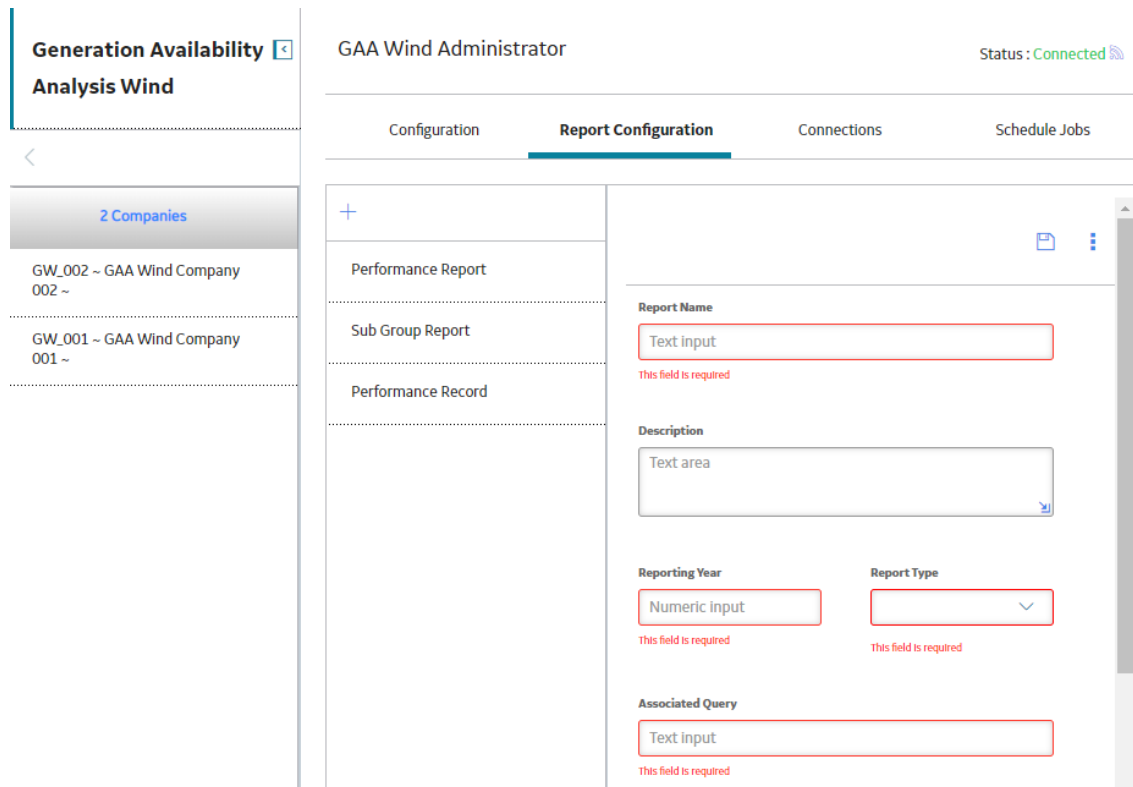 Generation Availability
Analysis Wind
2 Companies
GW_002 ~ GAA Wind Company
002 ~
GW_001 ~ GAA Wind Company
001 ~
GAA Wind Administrator
Status : Connected
Configuration
Report Configuration
Connections
Schedule Jobs
Performance Report
Sub Group Report
Performance Record
Report Name
Text input
This field is required
Description
Text area
Reporting Year
Report Type
Numeric input
This field is required
This field is required
Associated Query
Text input
This field is required